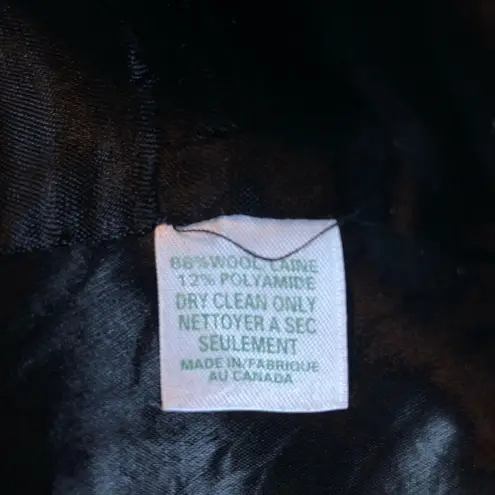 88% WOOL/LAINE
12% POLYAMIDE
DRY CLEAN ONLY
NETTOYER A SEC
SEULEMENT
MADE IN/FABRIQUE
AU CANADA